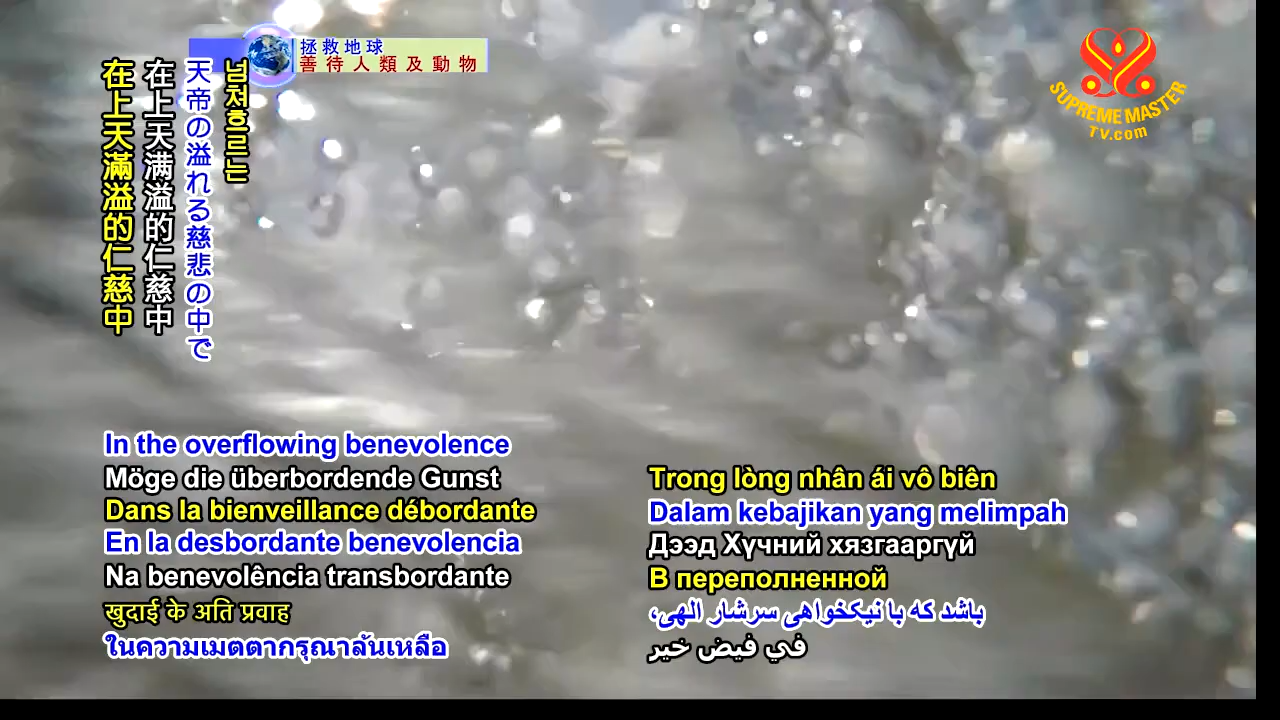 拯救地球
善待人類及動物
SUPREME MASTER
TV.com
넘쳐흐르는
天帝の溢れる慈悲の中で
在上天满溢的仁慈中
在上天滿溢的仁慈中
In the overflowing benevolence
Möge die überbordende Gunst
Dans la bienveillance débordante
En la desbordante benevolencia
Na benevolência transbordante
खुदाई के अति प्रवाह
ในความเมตตากรุณาล้นเหลือ
Trong lòng nhân ái vô biên
Dalam kebajikan yang melimpah
Дээд Хүчний хязгааргүй
В переполненной
باشد که با نیکخواهی سرشار الهی،
في فيض خير